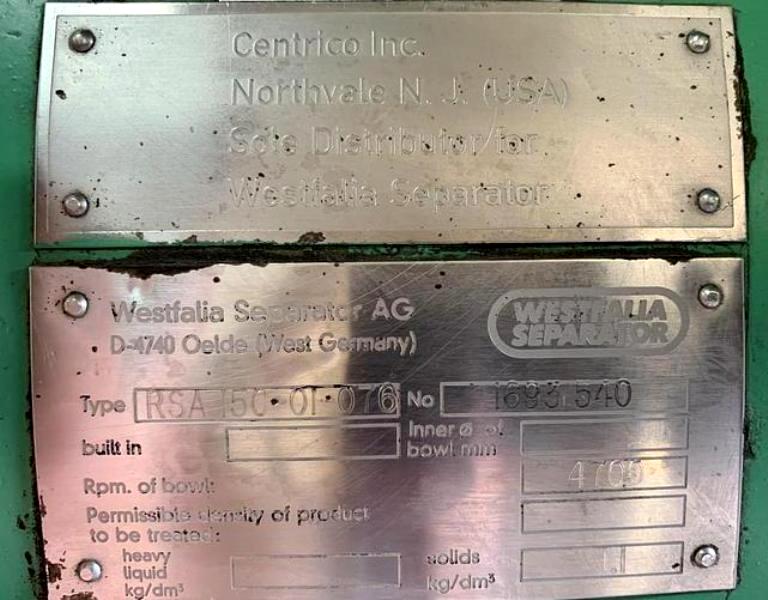 Centrico Inc.
Northvale N. J. (USA)
Sole Distributor for
Westfalia Separator
Westfalia Separator AG
D-4740 Oelde (West Germany)
WESTFALIA
SEPARATOR
Type RSA 150-01-076 No 1693 540
built in Inner ø of
bowl mm
Rpm. of bowl: 4700
Permissible density of product
to be treated:
heavy
liquid
kg/dm³
solids
kg/dm³